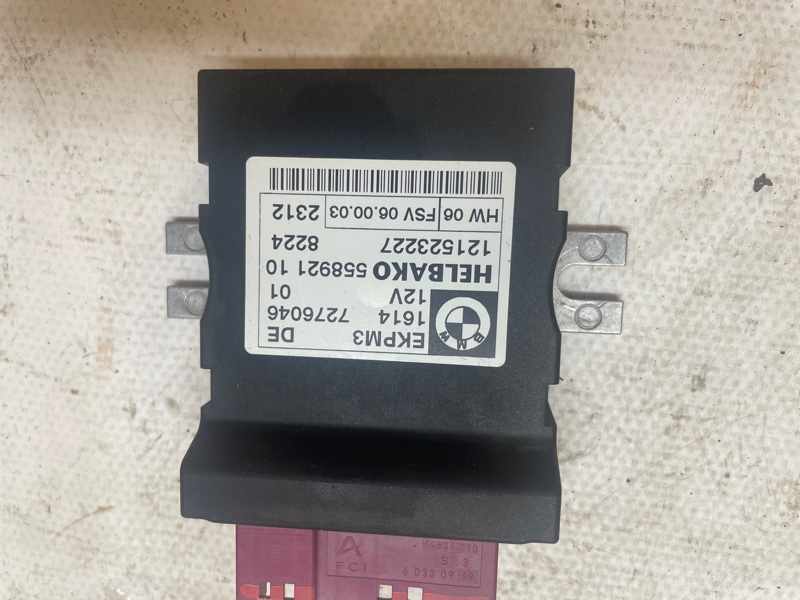 EKPM3 DE
1614 7276046
12V 01
HELBAKO 558921 10
121523227 8224
HW 06 FSV 06.00.03 2312
BMW
A
FCI
B 3